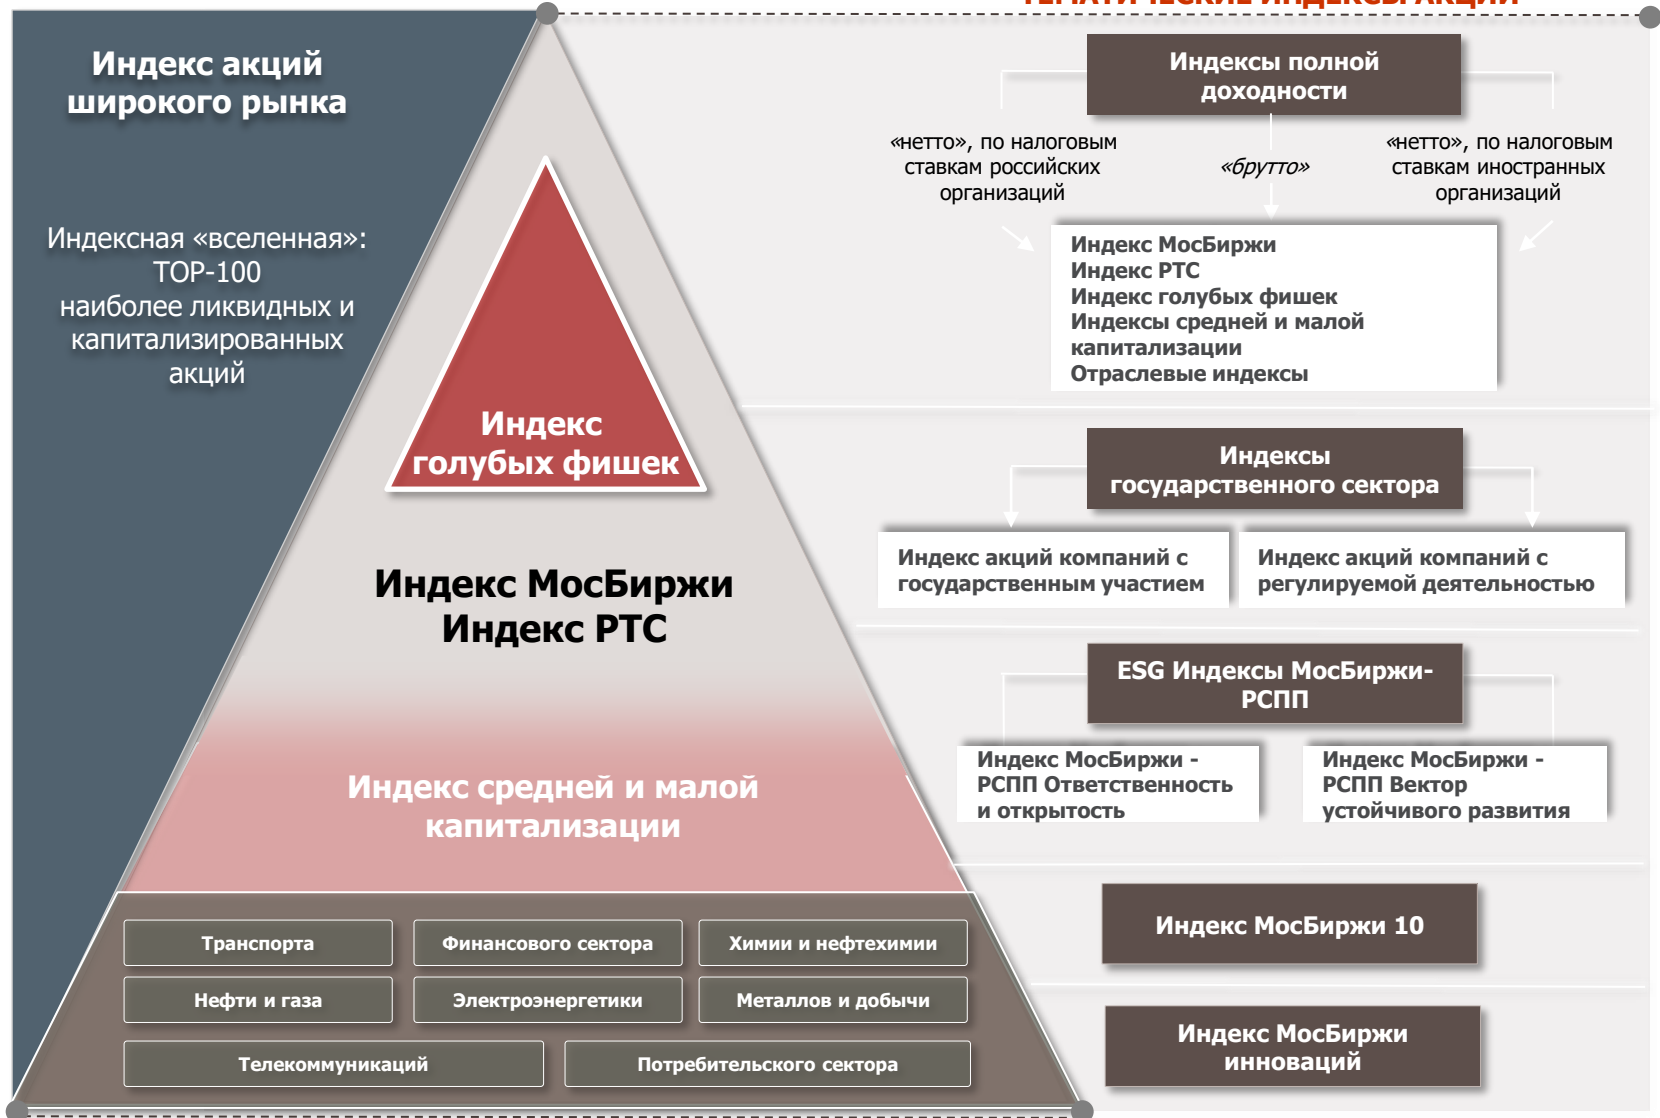 ТЕМАТИЧЕСКИЕ ИНДЕКСЫ АКЦИЙ
Индекс акций
широкого рынка
Индексная «вселенная»:
TOP-100
наиболее ликвидных и
капитализированных
акций
Индекс
голубых фишек
Индекс МосБиржи
Индекс РТС
Индекс средней и малой
капитализации
Транспорта
Финансового сектора
Химии и нефтехимии
Нефти и газа
Электроэнергетики
Металлов и добычи
Телекоммуникаций
Потребительского сектора
Индексы полной
доходности
«нетто», по налоговым
ставкам российских
организаций
«брутто»
«нетто», по налоговым
ставкам иностранных
организаций
Индекс МосБиржи
Индекс РТС
Индекс голубых фишек
Индексы средней и малой
капитализации
Отраслевые индексы
Индексы
государственного сектора
Индекс акций компаний с
государственным участием
Индекс акций компаний с
регулируемой деятельностью
ESG Индексы МосБиржи-
РСПП
Индекс МосБиржи -
РСПП Ответственность
и открытость
Индекс МосБиржи -
РСПП Вектор
устойчивого развития
Индекс МосБиржи 10
Индекс МосБиржи
инноваций